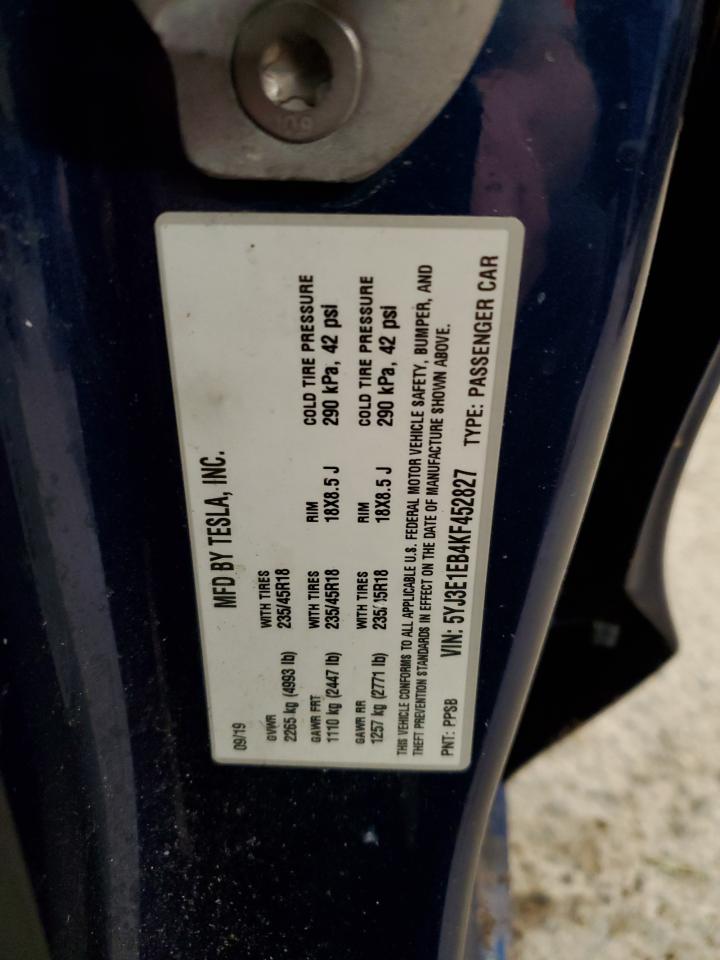 MFD BY TESLA, INC.
09/19
GVWR WITH TIRES
2265 kg (4993 lb) 235/45R18
GAWR FRT WITH TIRES RIM COLD TIRE PRESSURE
1110 kg (2447 lb) 235/45R18 18X8.5 J 290 kPa, 42 psi
GAWR RR WITH TIRES RIM COLD TIRE PRESSURE
1257 kg (2771 lb) 235/45R18 18X8.5 J 290 kPa, 42 psi
THIS VEHICLE CONFORMS TO ALL APPLICABLE U.S. FEDERAL MOTOR VEHICLE SAFETY, BUMPER, AND
THEFT PREVENTION STANDARDS IN EFFECT ON THE DATE OF MANUFACTURE SHOWN ABOVE.
PNT: PPSB VIN: 5YJ3E1EB4KF452827 TYPE: PASSENGER CAR